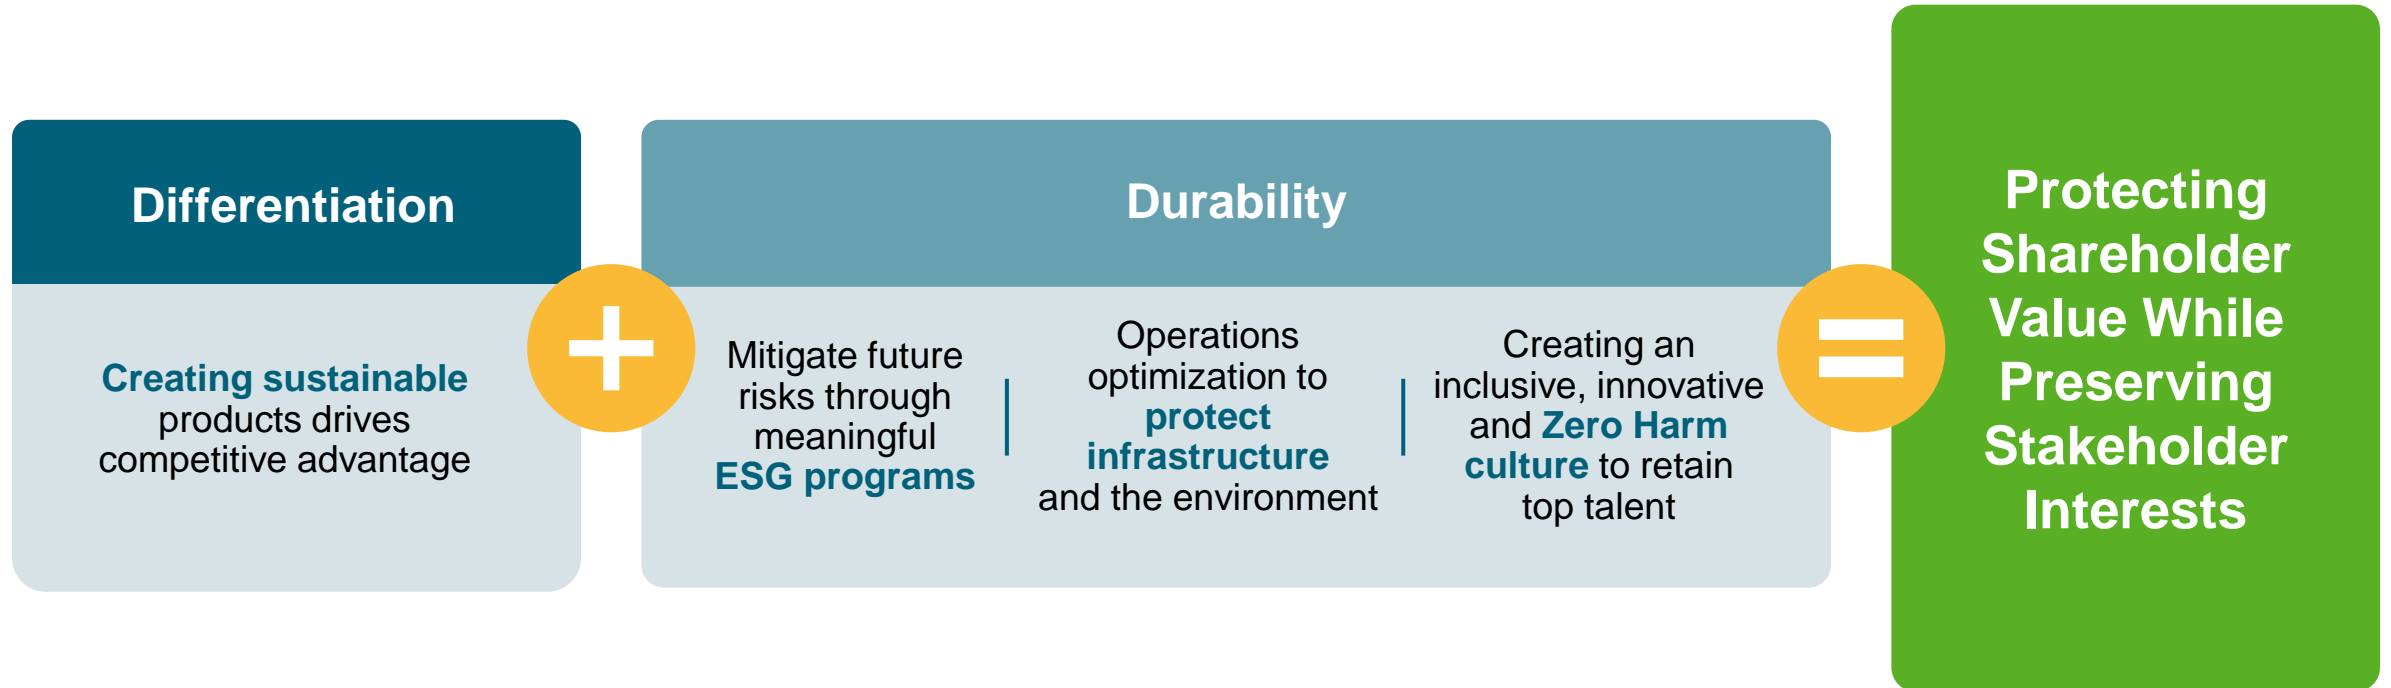 Differentiation
Creating sustainable
products drives
competitive advantage
+
Durability
Mitigate future
risks through
meaningful
ESG programs
Operations
optimization to
protect
infrastructure
and the environment
Creating an
inclusive, innovative
and Zero Harm
culture to retain
top talent
=
Protecting
Shareholder
Value While
Preserving
Stakeholder
Interests